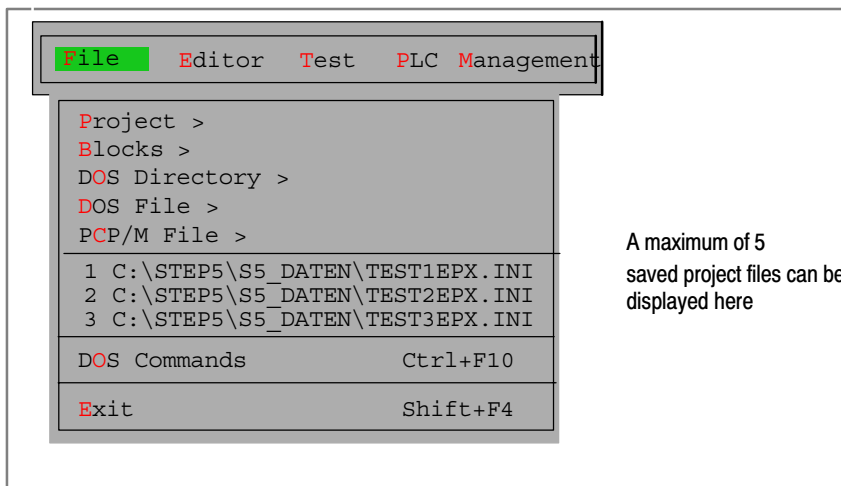 File Editor Test PLC Management
Project >
Blocks >
DOS Directory >
DOS File >
PCP/M File >
1 C:\STEP5\S5_DATEN\TEST1EPX.INI
2 C:\STEP5\S5_DATEN\TEST2EPX.INI
3 C:\STEP5\S5_DATEN\TEST3EPX.INI
DOS Commands Ctrl+F10
Exit Shift+F4
A maximum of 5
saved project files can be
displayed here